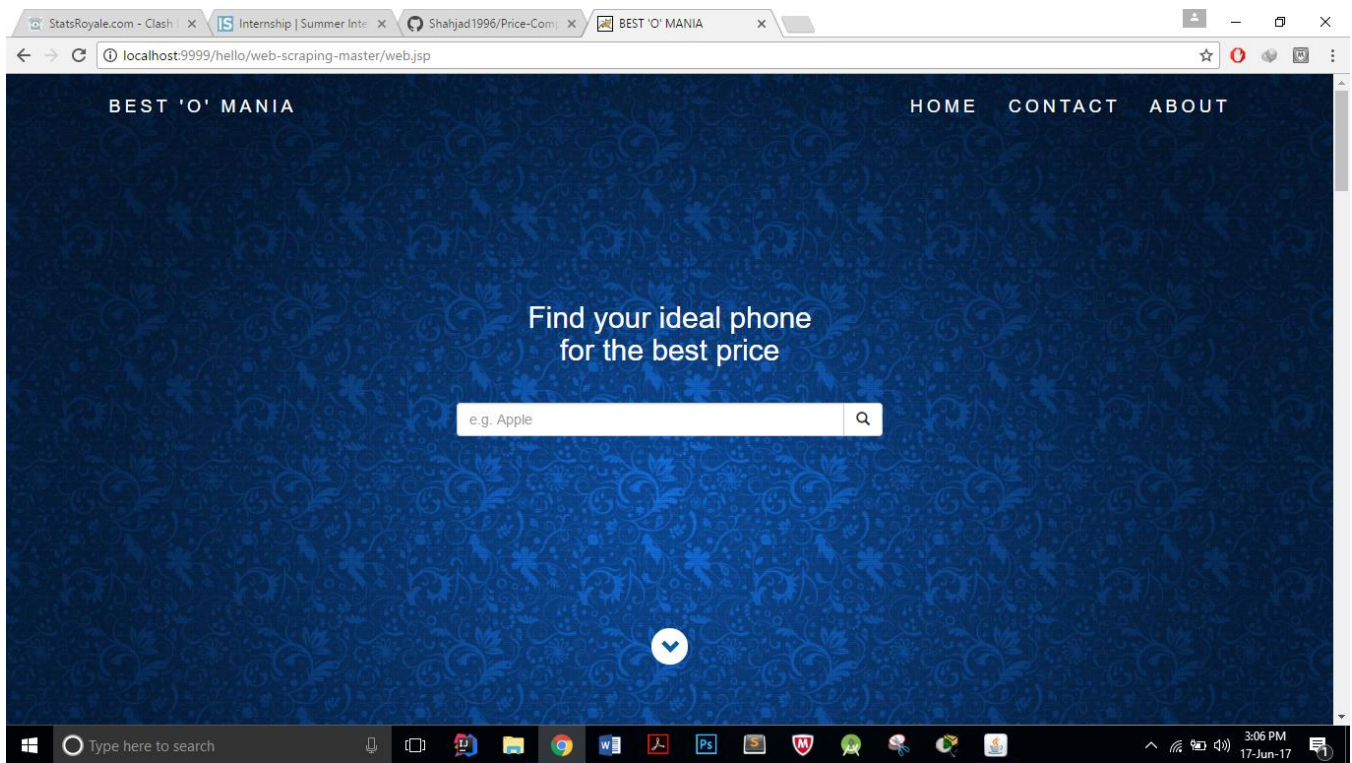 StatsRoyale.com - Clash
Internship | Summer Inte
Shahjad1996/Price-Com
BEST 'O' MANIA
localhost:9999/hello/web-scraping-master/web.jsp
BEST 'O' MANIA
HOME CONTACT ABOUT
Find your ideal phone
for the best price
e.g. Apple
Type here to search
3:06 PM
17-Jun-17